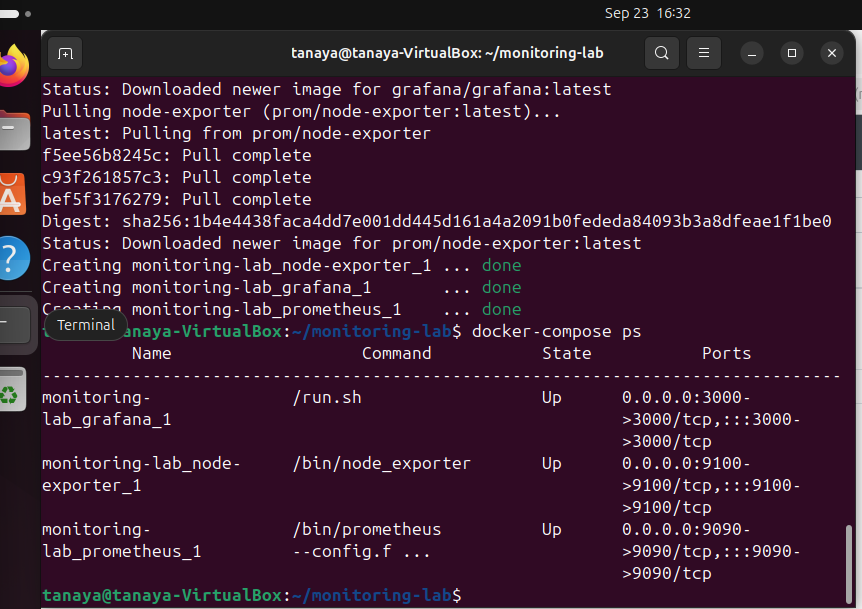 Sep 23 16:32
tanaya@tanaya-VirtualBox: ~/monitoring-lab
Status: Downloaded newer image for grafana/grafana:latest
Pulling node-exporter (prom/node-exporter:latest)...
latest: Pulling from prom/node-exporter
f5ee56b8245c: Pull complete
c93f261857c3: Pull complete
bef5f3176279: Pull complete
Digest: sha256:1b4e4438faca4dd7e001dd445d161a4a2091b0fededa84093b3a8dfeae1f1be0
Status: Downloaded newer image for prom/node-exporter:latest
Creating monitoring-lab_node-exporter_1 ... done
Creating monitoring-lab_grafana_1       ... done
Creating monitoring-lab_prometheus_1    ... done
Terminal
anaya-VirtualBox:~/monitoring-lab$ docker-compose ps
Name Command State Ports
--------------------------------------------------------------------------------
monitoring- /run.sh Up 0.0.0.0:3000-
lab_grafana_1 >3000/tcp,:::3000-
>3000/tcp
monitoring-lab_node- /bin/node_exporter Up 0.0.0.0:9100-
exporter_1 >9100/tcp,:::9100-
>9100/tcp
monitoring- /bin/prometheus Up 0.0.0.0:9090-
lab_prometheus_1 --config.f ... >9090/tcp,:::9090-
>9090/tcp
tanaya@tanaya-VirtualBox:~/monitoring-lab$